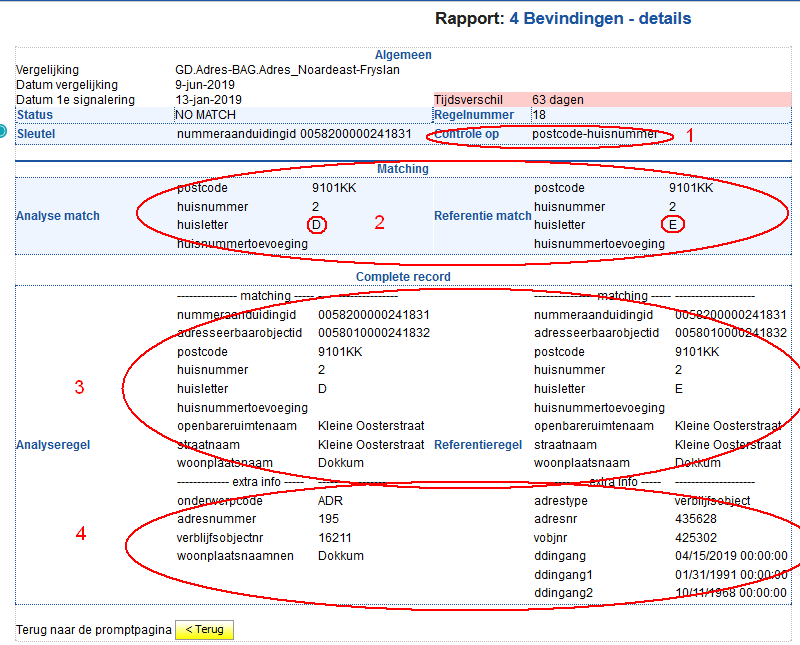 Rapport: 4 Bevindingen - details
Algemeen
Vergelijking GD.Adres-BAG.Adres_Noardeast-Fryslan
Datum vergelijking 9-jun-2019
Datum 1e signalering 13-jan-2019 Tijdsverschil 63 dagen
Status NO MATCH Regelnummer 18
Sleutel nummeraanduidingid 0058200000241831 Controle op postcode-huisnummer 1
Matching
postcode 9101KK postcode 9101KK
huisnummer 2 huisnummer 2
Analyse match huisletter D 2 Referentie match huisletter E
huisnummertoevoeging huisnummertoevoeging
Complete record
-------------- matching ----- ------------------- -------------- matching ----- -------------------
nummeraanduidingid 0058200000241831 nummeraanduidingid 0058200000241831
adresseerbaarobjectid 0058010000241832 adresseerbaarobjectid 0058010000241832
postcode 9101KK postcode 9101KK
huisnummer 2 huisnummer 2
3 huisletter D huisletter E
huisnummertoevoeging huisnummertoevoeging
openbareruimtenaam Kleine Oosterstraat openbareruimtenaam Kleine Oosterstraat
Analyseregel straatnaam Kleine Oosterstraat Referentieregel straatnaam Kleine Oosterstraat
woonplaatsnaam Dokkum woonplaatsnaam Dokkum
------------ extra info ----- ------------------- ------------ extra info ----- -------------------
onderwerpcode ADR adrestype verblijfsobject
adresnummer 195 adresnr 435628
4 verblijfsobjectnr 16211 vobjnr 425302
woonplaatsnaamnen Dokkum ddingang 04/15/2019 00:00:00
ddingang1 01/31/1991 00:00:00
ddingang2 10/11/1968 00:00:00
Terug naar de promptpagina < Terug